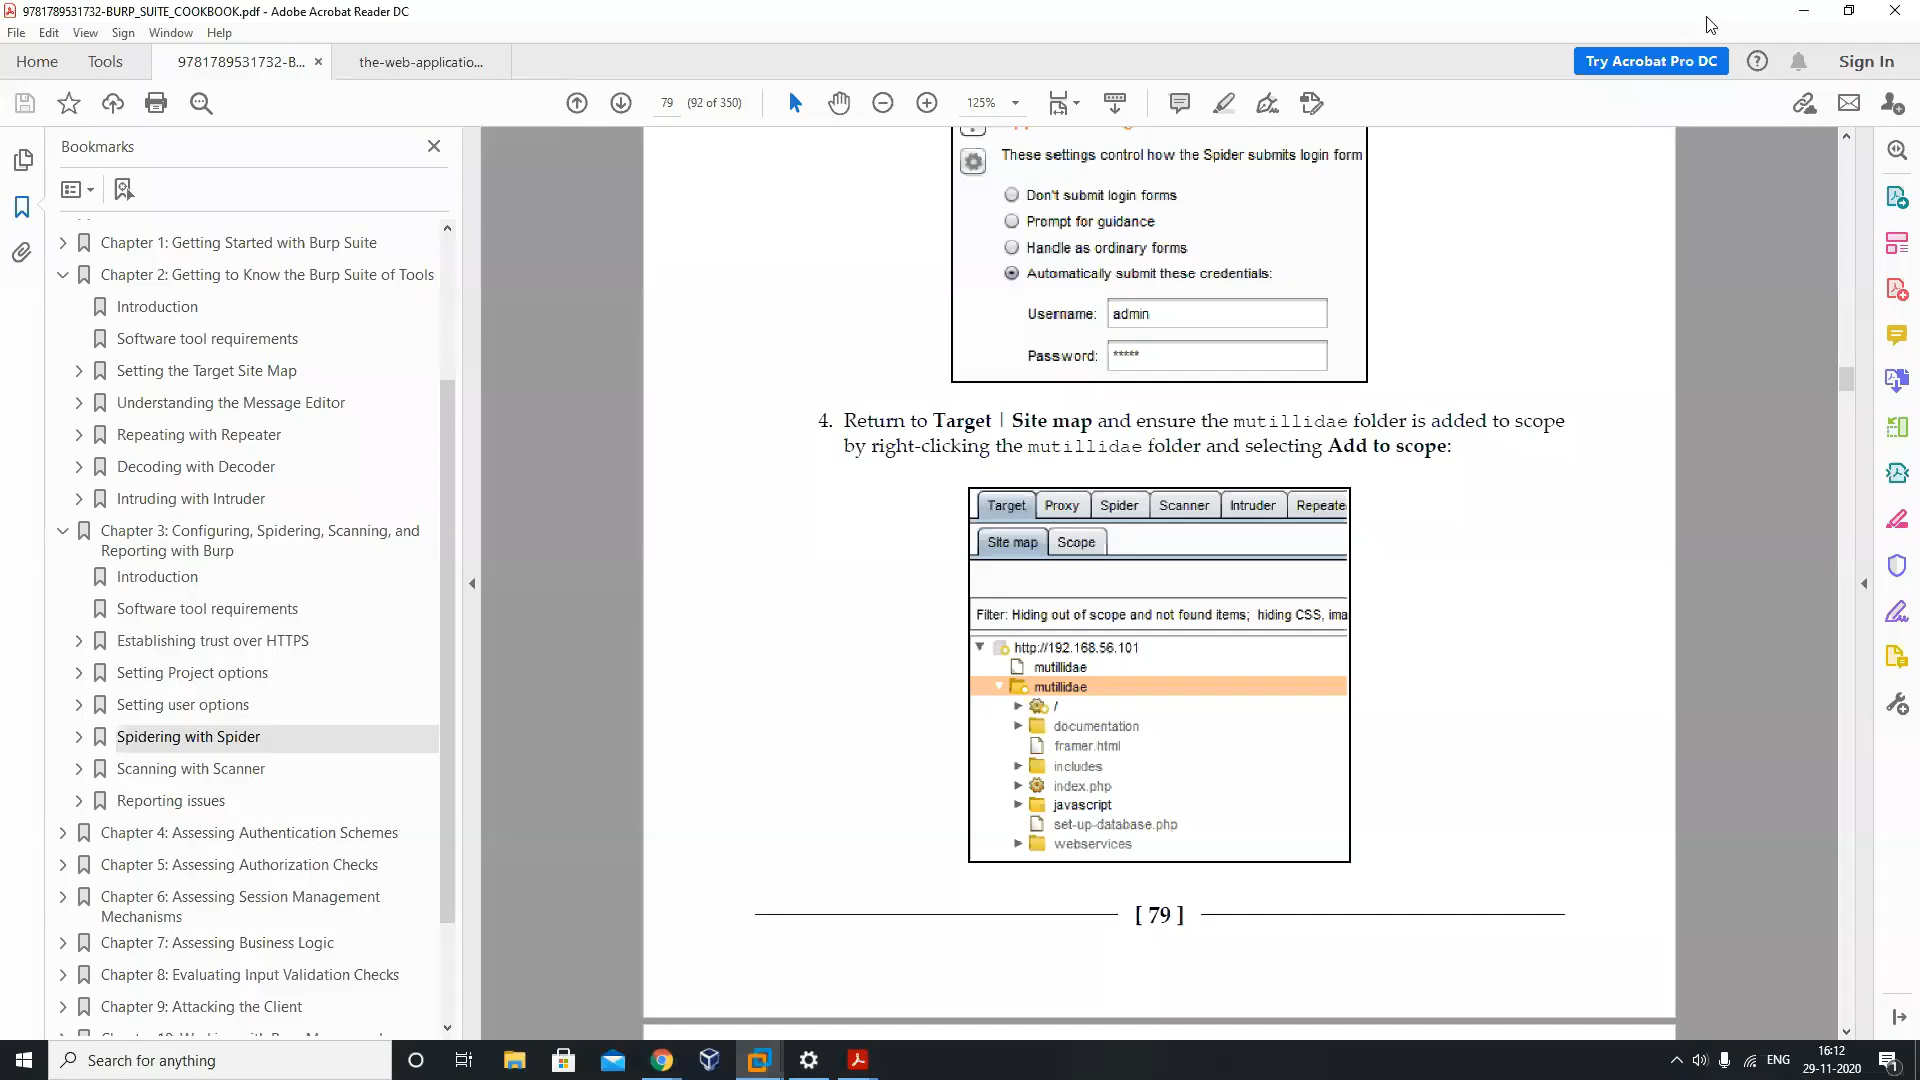 9781789531732-BURP_SUITE_COOKBOOK.pdf - Adobe Acrobat Reader DC
File Edit View Sign Window Help
Home Tools 9781789531732-B... × the-web-applicatio... Try Acrobat Pro DC Sign In
79 (92 of 350) 125%
Bookmarks
Chapter 1: Getting Started with Burp Suite
Chapter 2: Getting to Know the Burp Suite of Tools
Introduction
Software tool requirements
Setting the Target Site Map
Understanding the Message Editor
Repeating with Repeater
Decoding with Decoder
Intruding with Intruder
Chapter 3: Configuring, Spidering, Scanning, and
Reporting with Burp
Introduction
Software tool requirements
Establishing trust over HTTPS
Setting Project options
Setting user options
Spidering with Spider
Scanning with Scanner
Reporting issues
Chapter 4: Assessing Authentication Schemes
Chapter 5: Assessing Authorization Checks
Chapter 6: Assessing Session Management
Mechanisms
Chapter 7: Assessing Business Logic
Chapter 8: Evaluating Input Validation Checks
Chapter 9: Attacking the Client
These settings control how the Spider submits login form
Don't submit login forms
Prompt for guidance
Handle as ordinary forms
Automatically submit these credentials:
Username: admin
Password: *****
4. Return to Target | Site map and ensure the mutillidae folder is added to scope
by right-clicking the mutillidae folder and selecting Add to scope:
Target Proxy Spider Scanner Intruder Repeate
Site map Scope
Filter: Hiding out of scope and not found items; hiding CSS, ima
http://192.168.56.101
mutillidae
mutillidae
/
documentation
framer.html
includes
index.php
javascript
set-up-database.php
webservices
[ 79 ]
Search for anything
ENG
16:12
29-11-2020
1